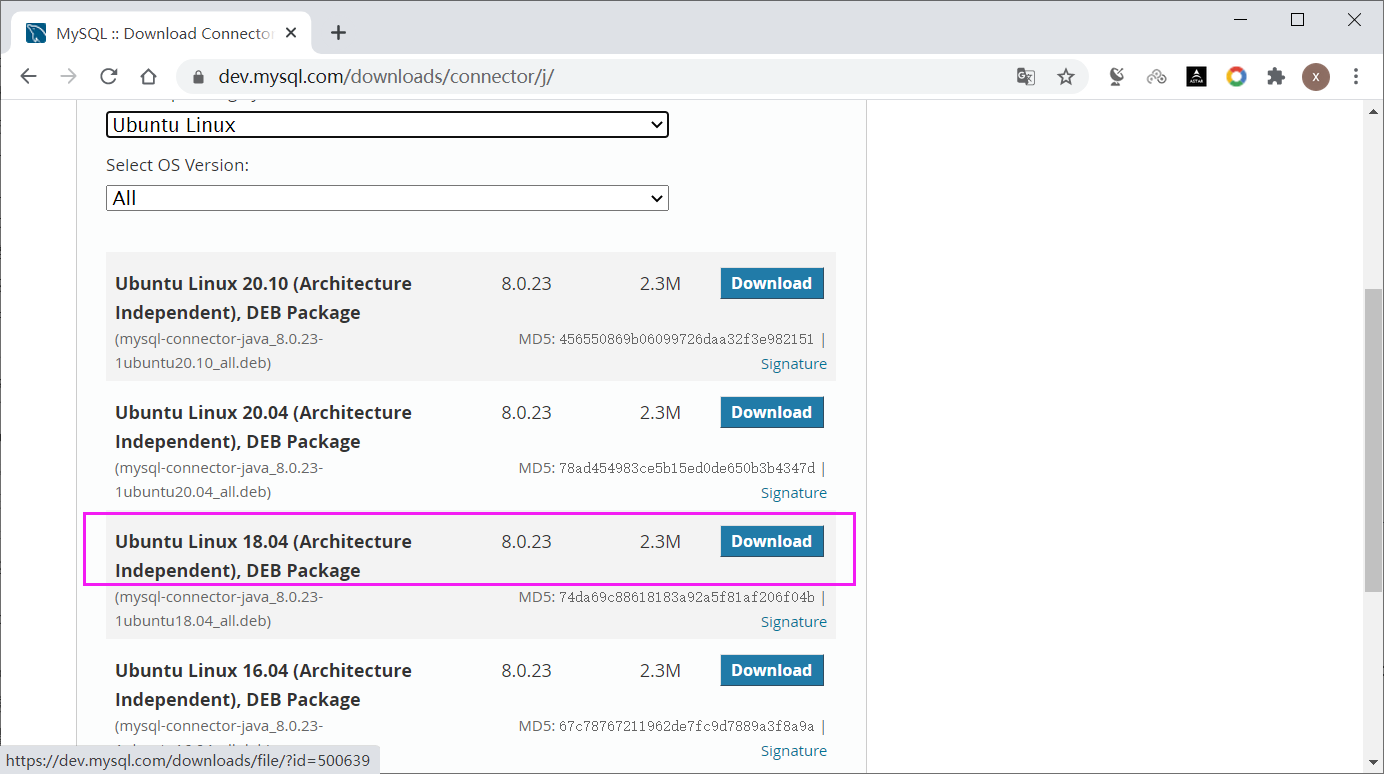 MySQL :: Download Connector
dev.mysql.com/downloads/connector/j/
ASTAR
X
Ubuntu Linux
Select OS Version:
All
Ubuntu Linux 20.10 (Architecture 8.0.23 2.3M Download
Independent), DEB Package
(mysql-connector-java_8.0.23- MD5: 456550869b06099726daa32f3e982151 |
1ubuntu20.10_all.deb) Signature
Ubuntu Linux 20.04 (Architecture 8.0.23 2.3M Download
Independent), DEB Package
(mysql-connector-java_8.0.23- MD5: 78ad454983ce5b15ed0de650b3b4347d |
1ubuntu20.04_all.deb) Signature
Ubuntu Linux 18.04 (Architecture 8.0.23 2.3M Download
Independent), DEB Package
(mysql-connector-java_8.0.23- MD5: 74da69c88618183a92a5f81af206f04b |
1ubuntu18.04_all.deb) Signature
Ubuntu Linux 16.04 (Architecture 8.0.23 2.3M Download
Independent), DEB Package
(mysql-connector-java_8.0.23- MD5: 67c78767211962de7fc9d7889a3f8a9a |
Signature
https://dev.mysql.com/downloads/file/?id=500639